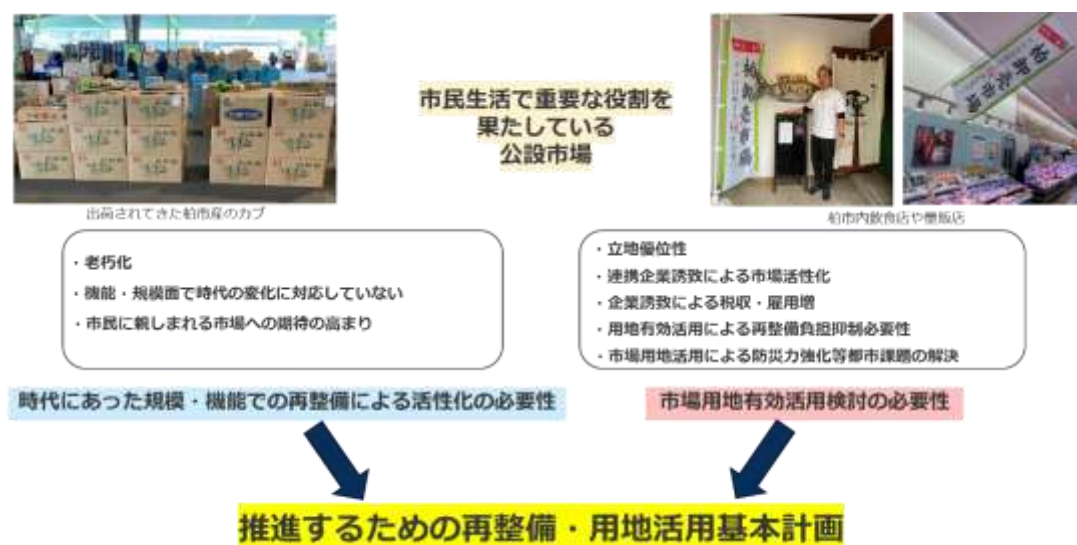 市民生活で重要な役割を
果たしている
公設市場
柏卸売市場
柏卸売市場
出荷されてきた柏市産のカブ
柏市内飲食店や量販店
・老朽化
・機能・規模面で時代の変化に対応していない
・市民に親しまれる市場への期待の高まり
・立地優位性
・連携企業誘致による市場活性化
・企業誘致による税収・雇用増
・用地有効活用による再整備負担抑制必要性
・市場用地活用による防災力強化等都市課題の解決
時代にあった規模・機能での再整備による活性化の必要性
市場用地有効活用検討の必要性
推進するための再整備・用地活用基本計画